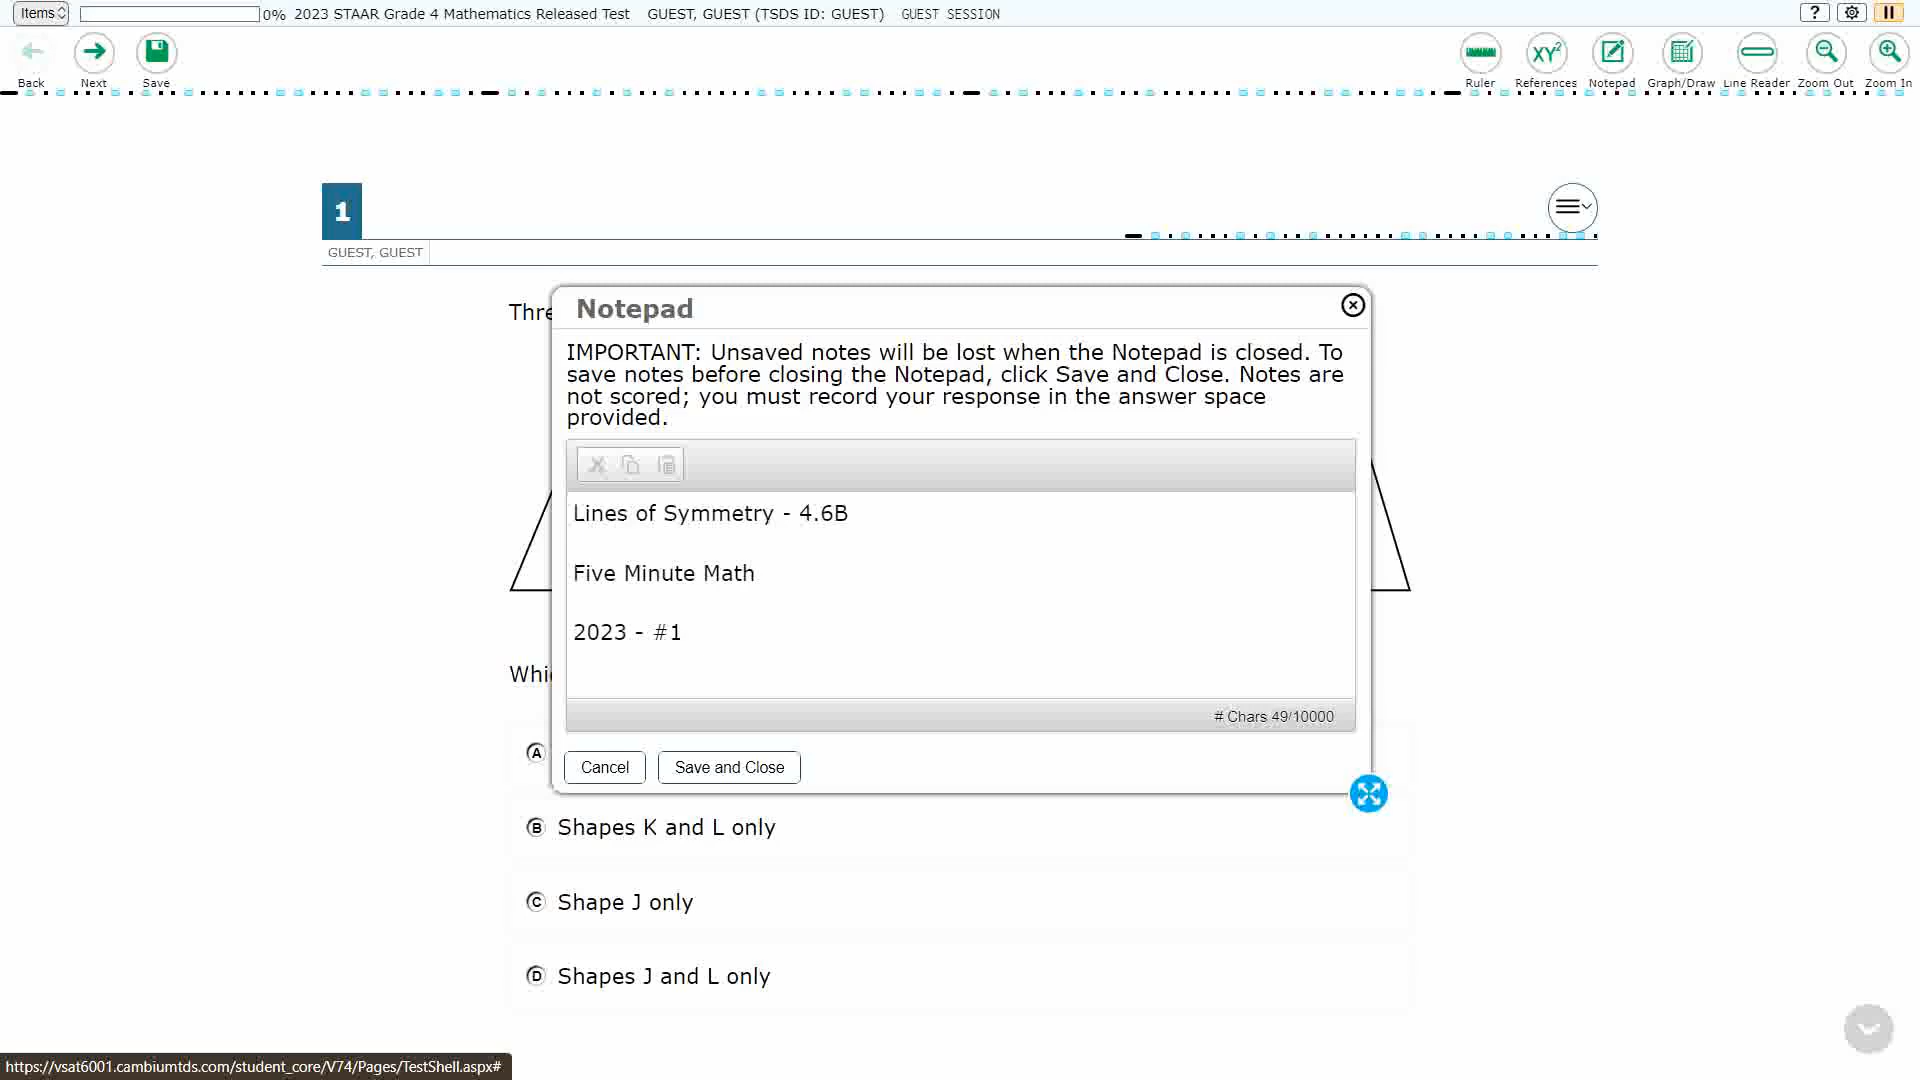 Items
0%
2023 STAAR Grade 4 Mathematics Released Test
GUEST, GUEST (TSDS ID: GUEST)
GUEST SESSION
?
Back
Next
Save
Ruler
XY²
References
Notepad
Graph/Draw
Line Reader
Zoom Out
Zoom In
1
GUEST, GUEST
Notepad
IMPORTANT: Unsaved notes will be lost when the Notepad is closed. To
save notes before closing the Notepad, click Save and Close. Notes are
not scored; you must record your response in the answer space
provided.
Lines of Symmetry - 4.6B
Five Minute Math
2023 - #1
# Chars 49/10000
Cancel
Save and Close
A
B Shapes K and L only
C Shape J only
D Shapes J and L only
https://vsat6001.cambiumtds.com/student_core/V74/Pages/TestShell.aspx#